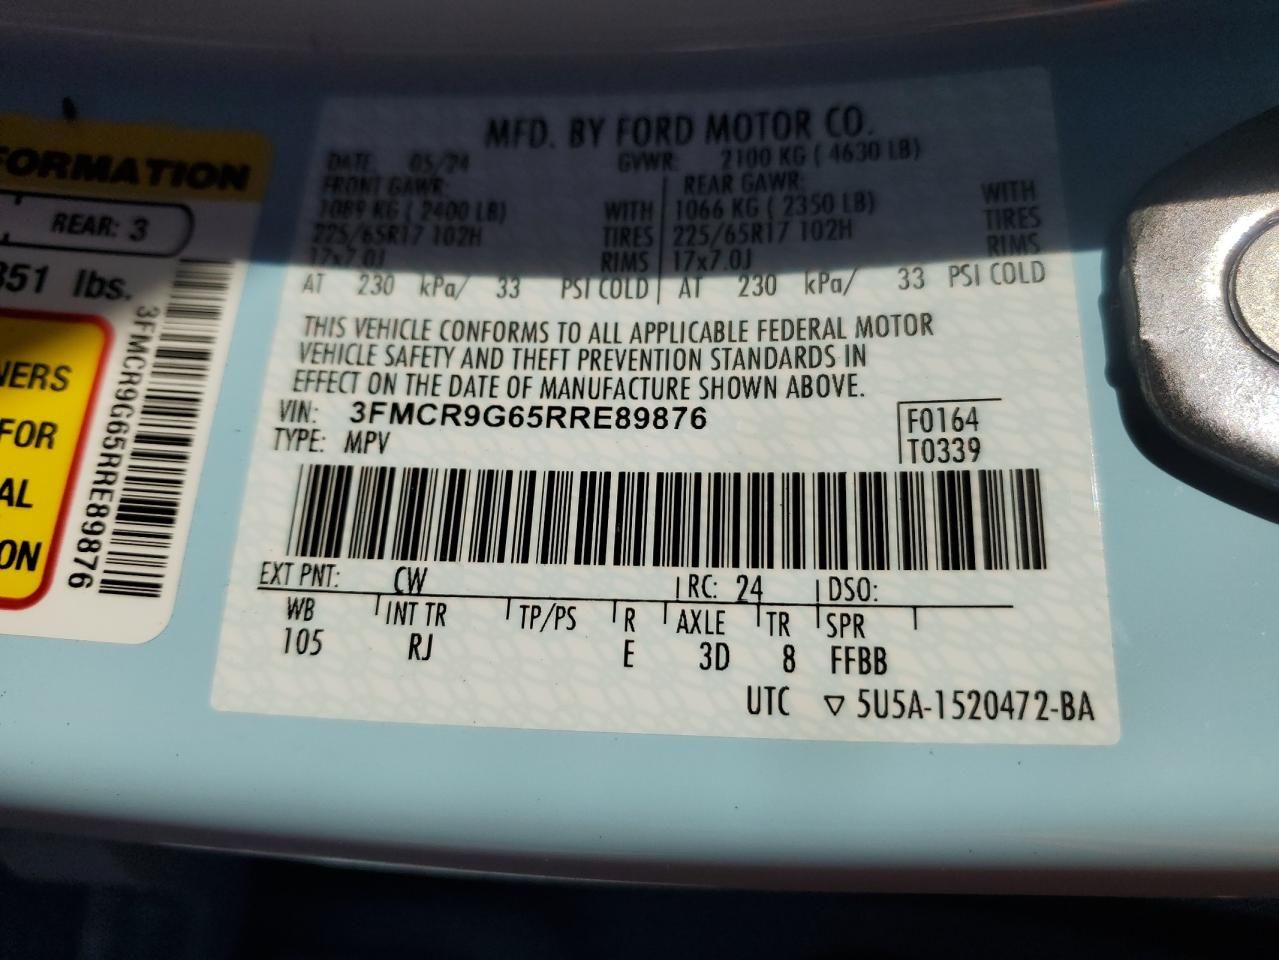 FORMATION
REAR: 3
351 lbs.
NERS
FOR
AL
ON
3FMCR9G65RRE89876
MFD. BY FORD MOTOR CO.
DATE: 05/24 GVWR: 2100 KG ( 4630 LB)
FRONT GAWR: REAR GAWR:
1089 KG ( 2400 LB) WITH 1066 KG ( 2350 LB) WITH
225/65R17 102H TIRES 225/65R17 102H TIRES
17x7.0J RIMS 17x7.0J RIMS
AT 230 kPa/ 33 PSI COLD AT 230 kPa/ 33 PSI COLD
THIS VEHICLE CONFORMS TO ALL APPLICABLE FEDERAL MOTOR
VEHICLE SAFETY AND THEFT PREVENTION STANDARDS IN
EFFECT ON THE DATE OF MANUFACTURE SHOWN ABOVE.
VIN: 3FMCR9G65RRE89876 F0164
TYPE: MPV T0339
EXT PNT: CW RC: 24 DSO:
WB INT TR TP/PS R AXLE TR SPR
105 RJ E 3D 8 FFBB
UTC ▽ 5U5A-1520472-BA